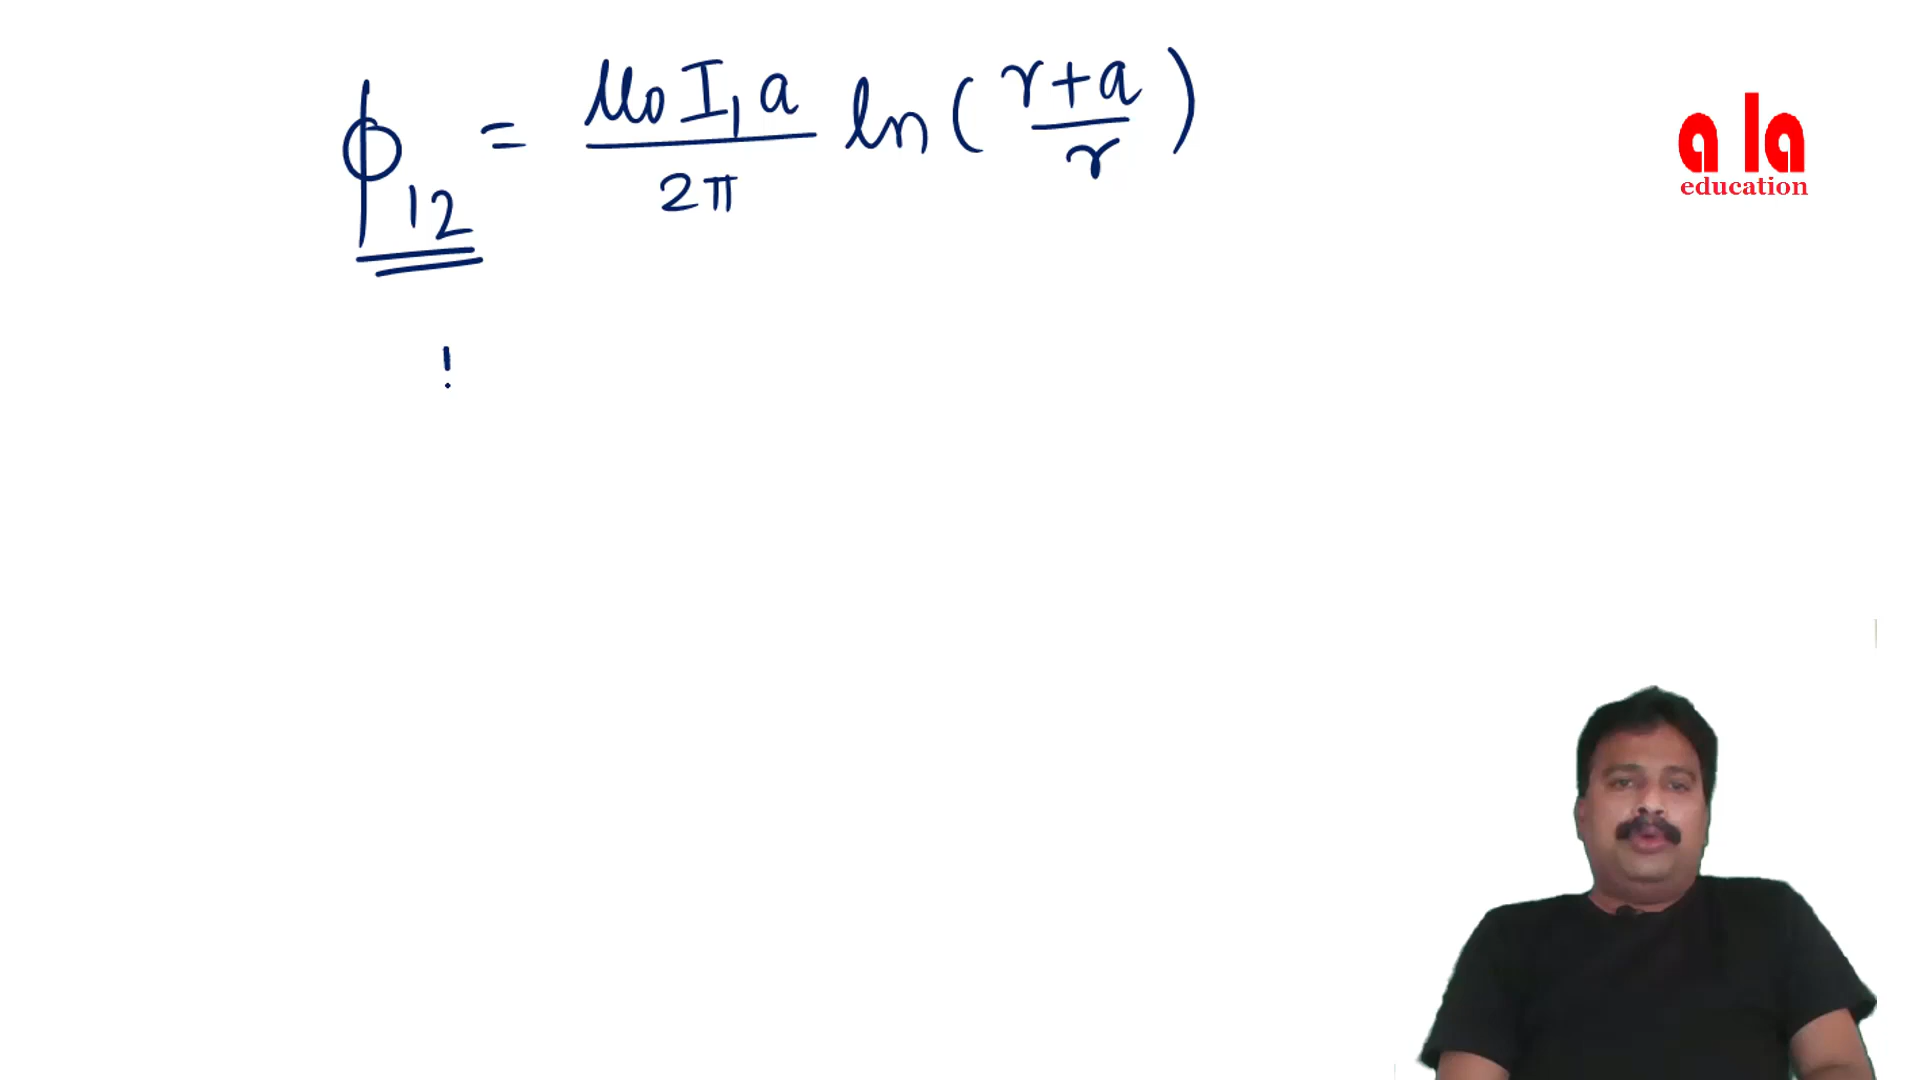 ϕ₁₂ = μ₀ I₁ a / 2π ln ( r + a / r )
!
a la
education